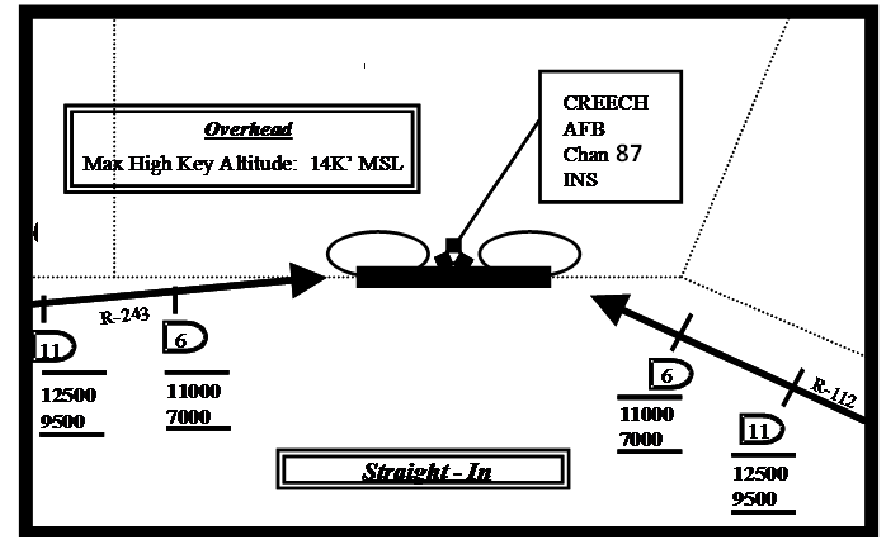 Overhead
Max High Key Altitude: 14K' MSL
CREECH
AFB
Chan 87
INS
R-243
11
12500
9500
6
11000
7000
6
11000
7000
R-112
11
12500
9500
Straight - In